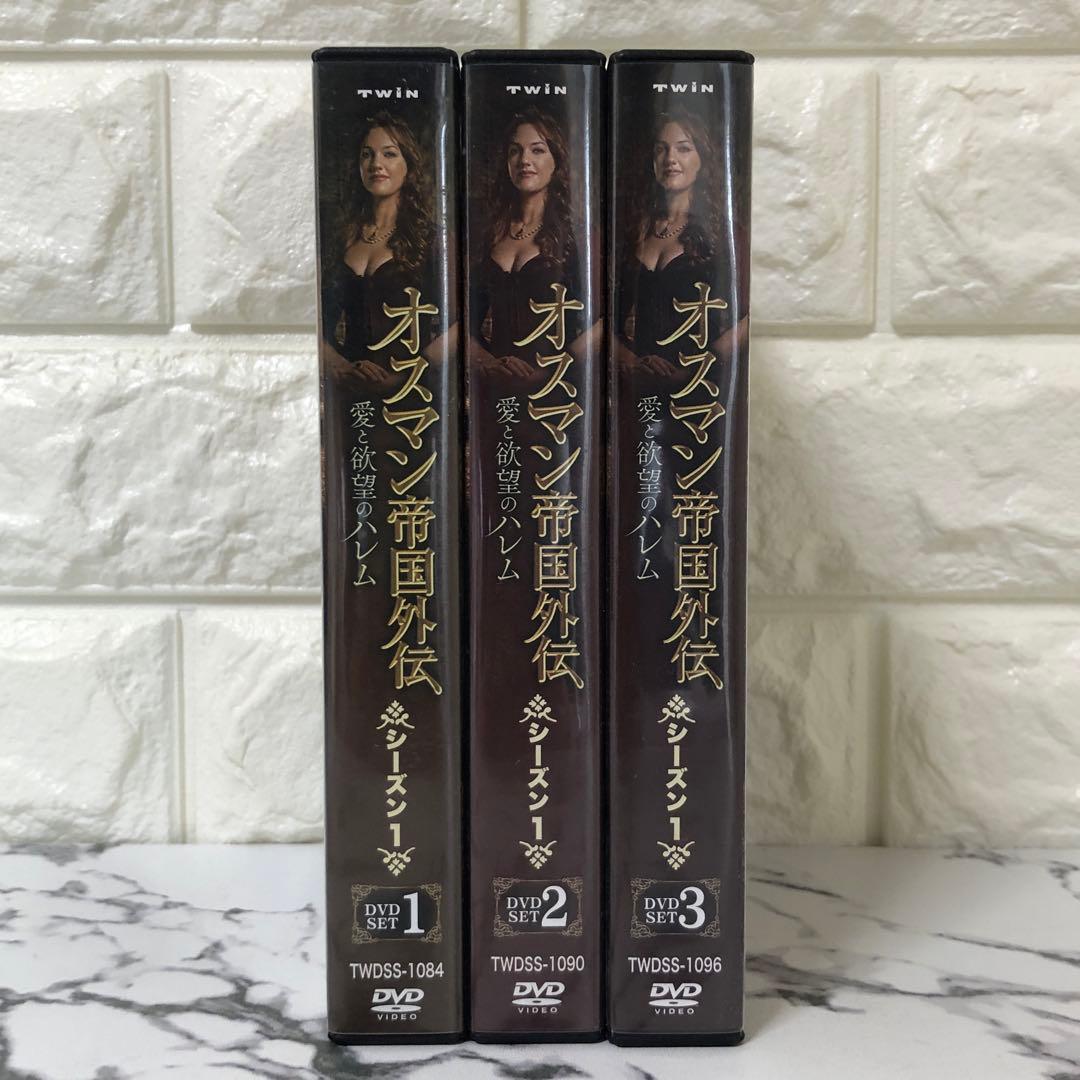 TWIN
オスマン帝国外伝
愛と欲望のハレム
シーズン1
DVD
SET 1
TWDSS-1084
DVD
VIDEO
TWIN
オスマン帝国外伝
愛と欲望のハレム
シーズン1
DVD
SET 2
TWDSS-1090
DVD
VIDEO
TWIN
オスマン帝国外伝
愛と欲望のハレム
シーズン1
DVD
SET 3
TWDSS-1096
DVD
VIDEO